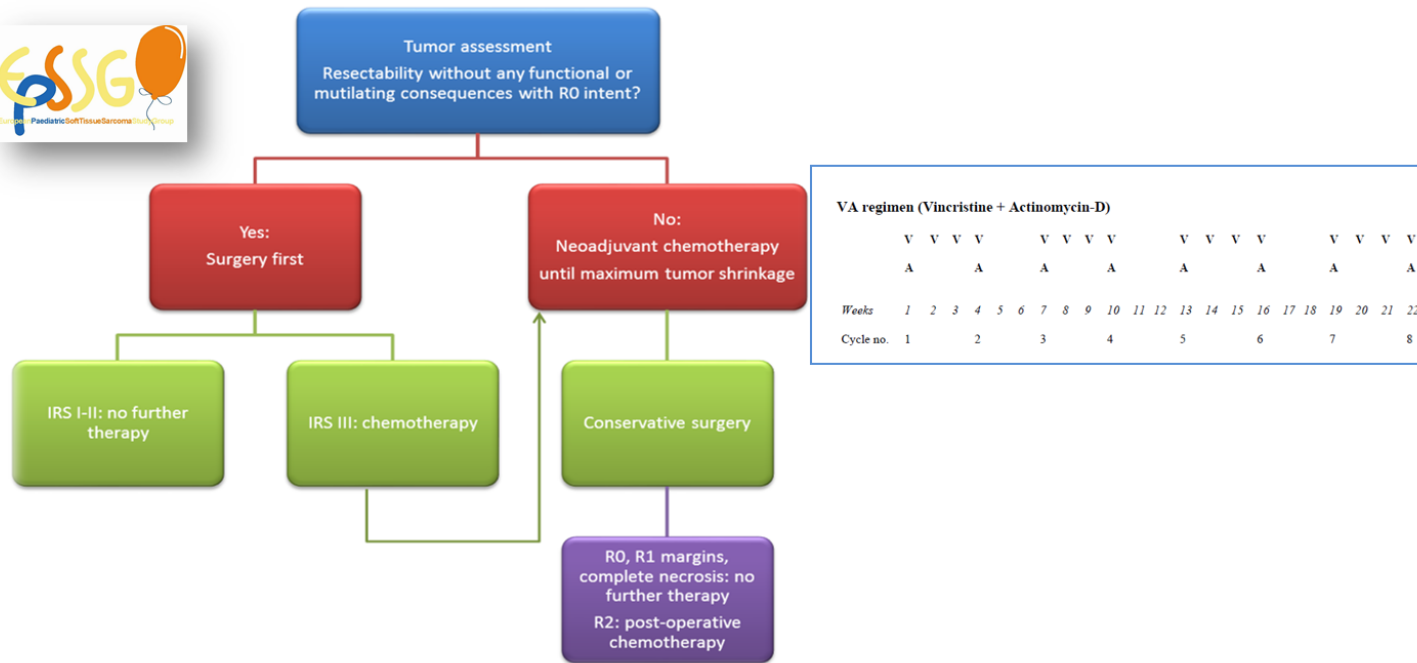 EpSSG
EuropeanPaediatricSoftTissueSarcomaStudyGroup
Tumor assessment
Resectability without any functional or
mutilating consequences with R0 intent?
Yes:
Surgery first
No:
Neoadjuvant chemotherapy
until maximum tumor shrinkage
IRS I-II: no further
therapy
IRS III: chemotherapy
Conservative surgery
R0, R1 margins,
complete necrosis: no
further therapy
R2: post-operative
chemotherapy
VA regimen (Vincristine + Actinomycin-D)
V V V V V V V V V V V V V V V V
A A A A A A A A
Weeks 1 2 3 4 5 6 7 8 9 10 11 12 13 14 15 16 17 18 19 20 21 22
Cycle no. 1 2 3 4 5 6 7 8